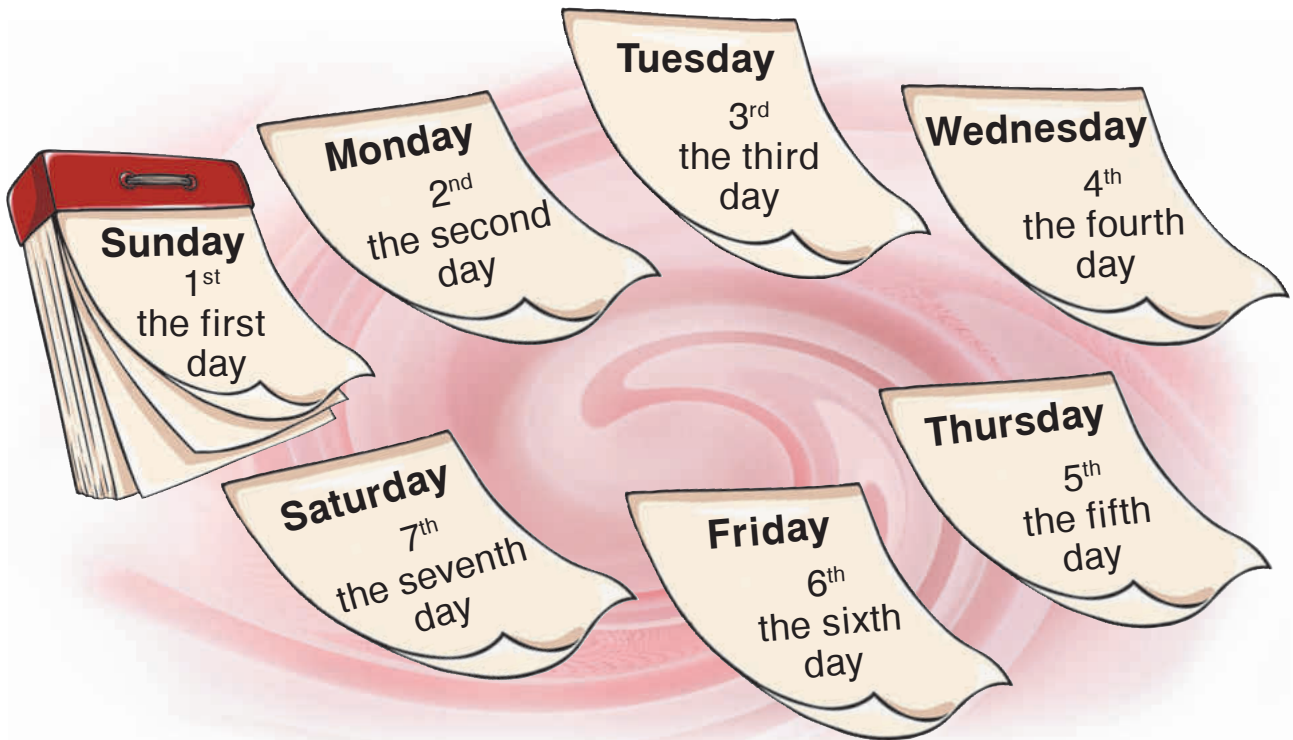 Sunday
1st
the first
day
Monday
2nd
the second
day
Tuesday
3rd
the third
day
Wednesday
4th
the fourth
day
Thursday
5th
the fifth
day
Friday
6th
the sixth
day
Saturday
7th
the seventh
day